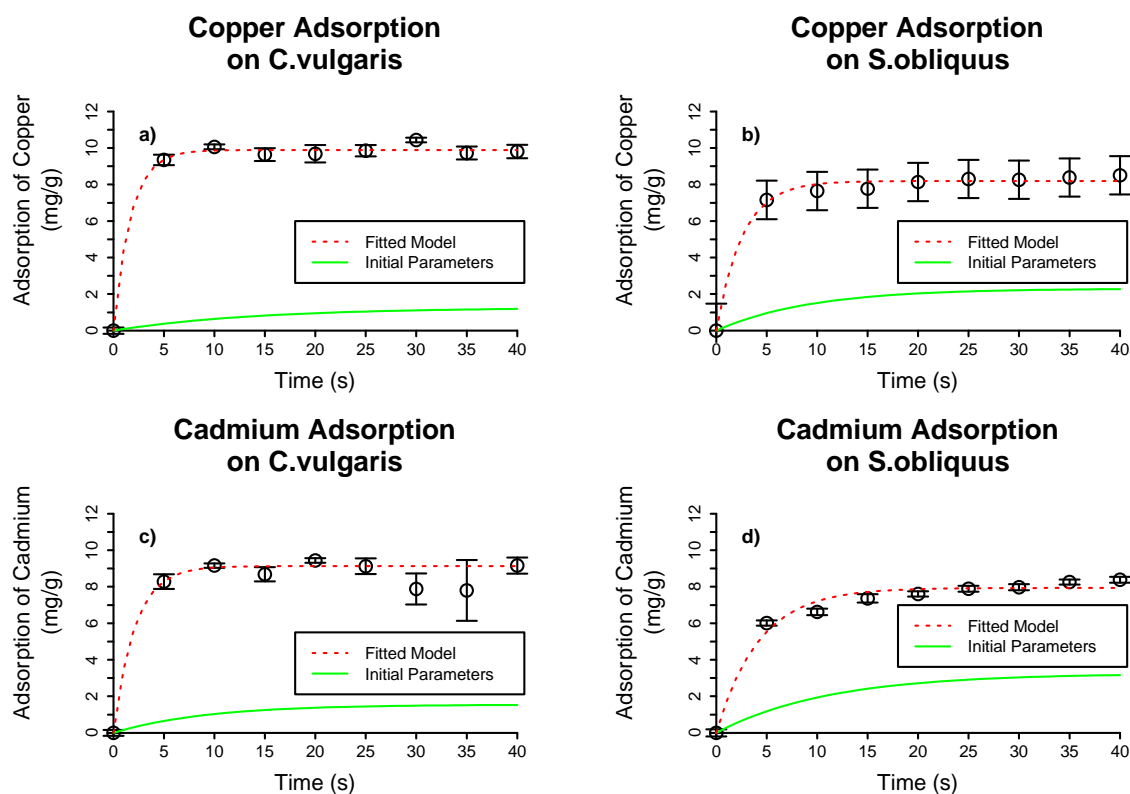 Copper Adsorption
on C.vulgaris
Adsorption of Copper
(mg/g)
12
10
8
6
4
2
0
a)
Fitted Model
Initial Parameters
0 5 10 15 20 25 30 35 40
Time (s)
Copper Adsorption
on S.obliquus
Adsorption of Copper
(mg/g)
12
10
8
6
4
2
0
b)
Fitted Model
Initial Parameters
0 5 10 15 20 25 30 35 40
Time (s)
Cadmium Adsorption
on C.vulgaris
Adsorption of Cadmium
(mg/g)
12
10
8
6
4
2
0
c)
Fitted Model
Initial Parameters
0 5 10 15 20 25 30 35 40
Time (s)
Cadmium Adsorption
on S.obliquus
Adsorption of Cadmium
(mg/g)
12
10
8
6
4
2
0
d)
Fitted Model
Initial Parameters
0 5 10 15 20 25 30 35 40
Time (s)